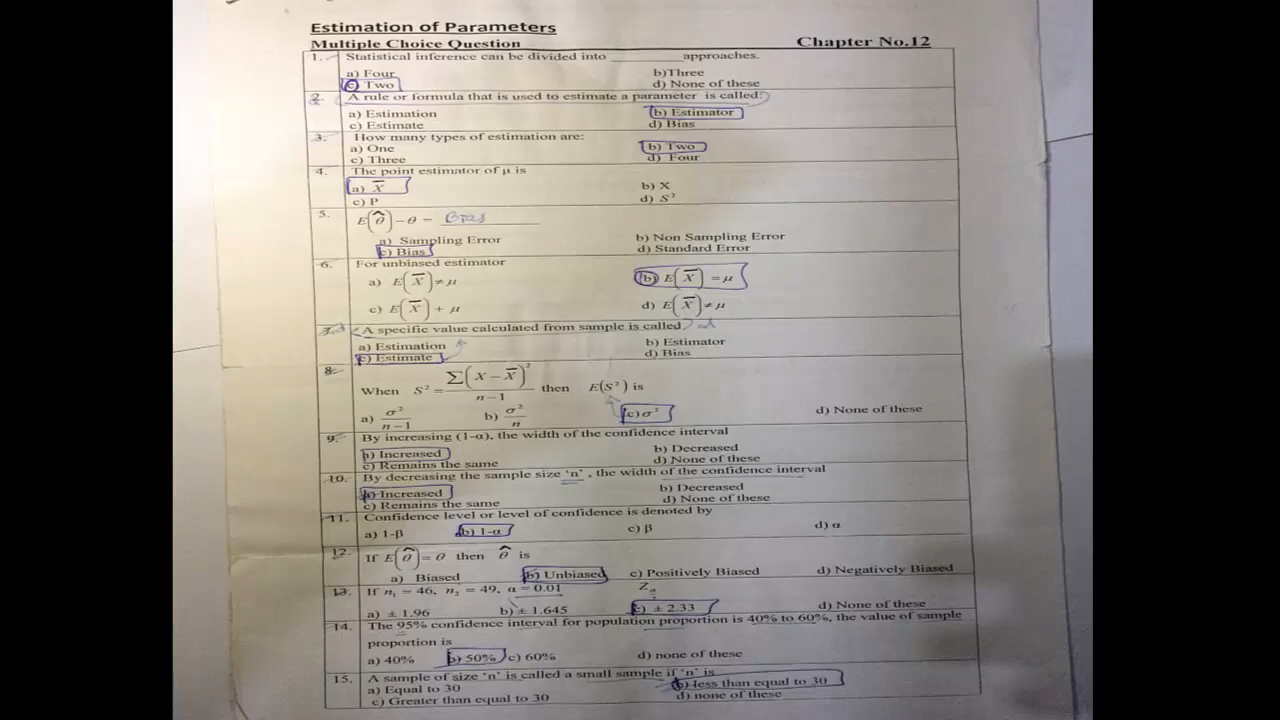 Estimation of Parameters
Multiple Choice Question Chapter No.12
1. Statistical inference can be divided into ______ approaches.
a) Four b)Three
c) Two d) None of these
2. A rule or formula that is used to estimate a parameter is called:
a) Estimation b) Estimator
c) Estimate d) Bias
3. How many types of estimation are:
a) One b) Two
c) Three d) Four
4. The point estimator of μ is
a) X̄ b) X
c) P d) S²
5. E(θ̂) − θ = Bias
a) Sampling Error b) Non Sampling Error
c) Bias d) Standard Error
6. For unbiased estimator
a) E(X̄) ≠ μ b) E(X̄) = μ
c) E(X̄) + μ d) E(X̄) ≠ μ
7. A specific value calculated from sample is called
a) Estimation b) Estimator
c) Estimate d) Bias
8. When S² = ∑(X − X̄)² / n−1 then E(S²) is
a) σ²/n−1 b) σ²/n c) σ² d) None of these
9. By increasing (1-α), the width of the confidence interval
a) Increased b) Decreased
c) Remains the same d) None of these
10. By decreasing the sample size 'n', the width of the confidence interval
a) Increased b) Decreased
c) Remains the same d) None of these
11. Confidence level or level of confidence is denoted by
a) 1-β b) 1-α c) β d) α
12. If E(θ̂) = θ then θ̂ is
a) Biased b) Unbiased c) Positively Biased d) Negatively Biased
13. If n₁ = 46, n₂ = 49, α = 0.01 Zα
a) ± 1.96 b) ± 1.645 c) ± 2.33 d) None of these
14. The 95% confidence interval for population proportion is 40% to 60%, the value of sample
proportion is
a) 40% b) 50% c) 60% d) none of these
15. A sample of size 'n' is called a small sample if 'n' is
a) Equal to 30 b) less than equal to 30
c) Greater than equal to 30 d) none of these